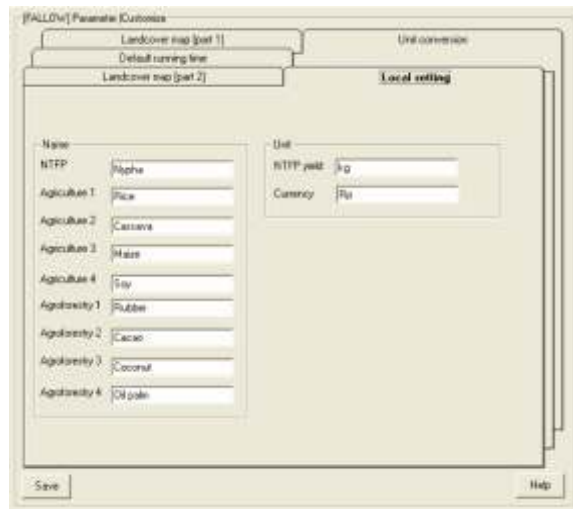 [FALLOW] Parameter |Customize
Landcover map (part 1)
Unit conversion
Default running time
Landcover map (part 2)
Local setting
Name
NTFP
Nypha
Agriculture 1
Rice
Agriculture 2
Cassava
Agriculture 3
Maize
Agriculture 4
Soy
Agroforestry 1
Rubber
Agroforestry 2
Cacao
Agroforestry 3
Coconut
Agroforestry 4
Oil palm
Unit
NTFP yield
kg
Currency
Rp
Save
Help